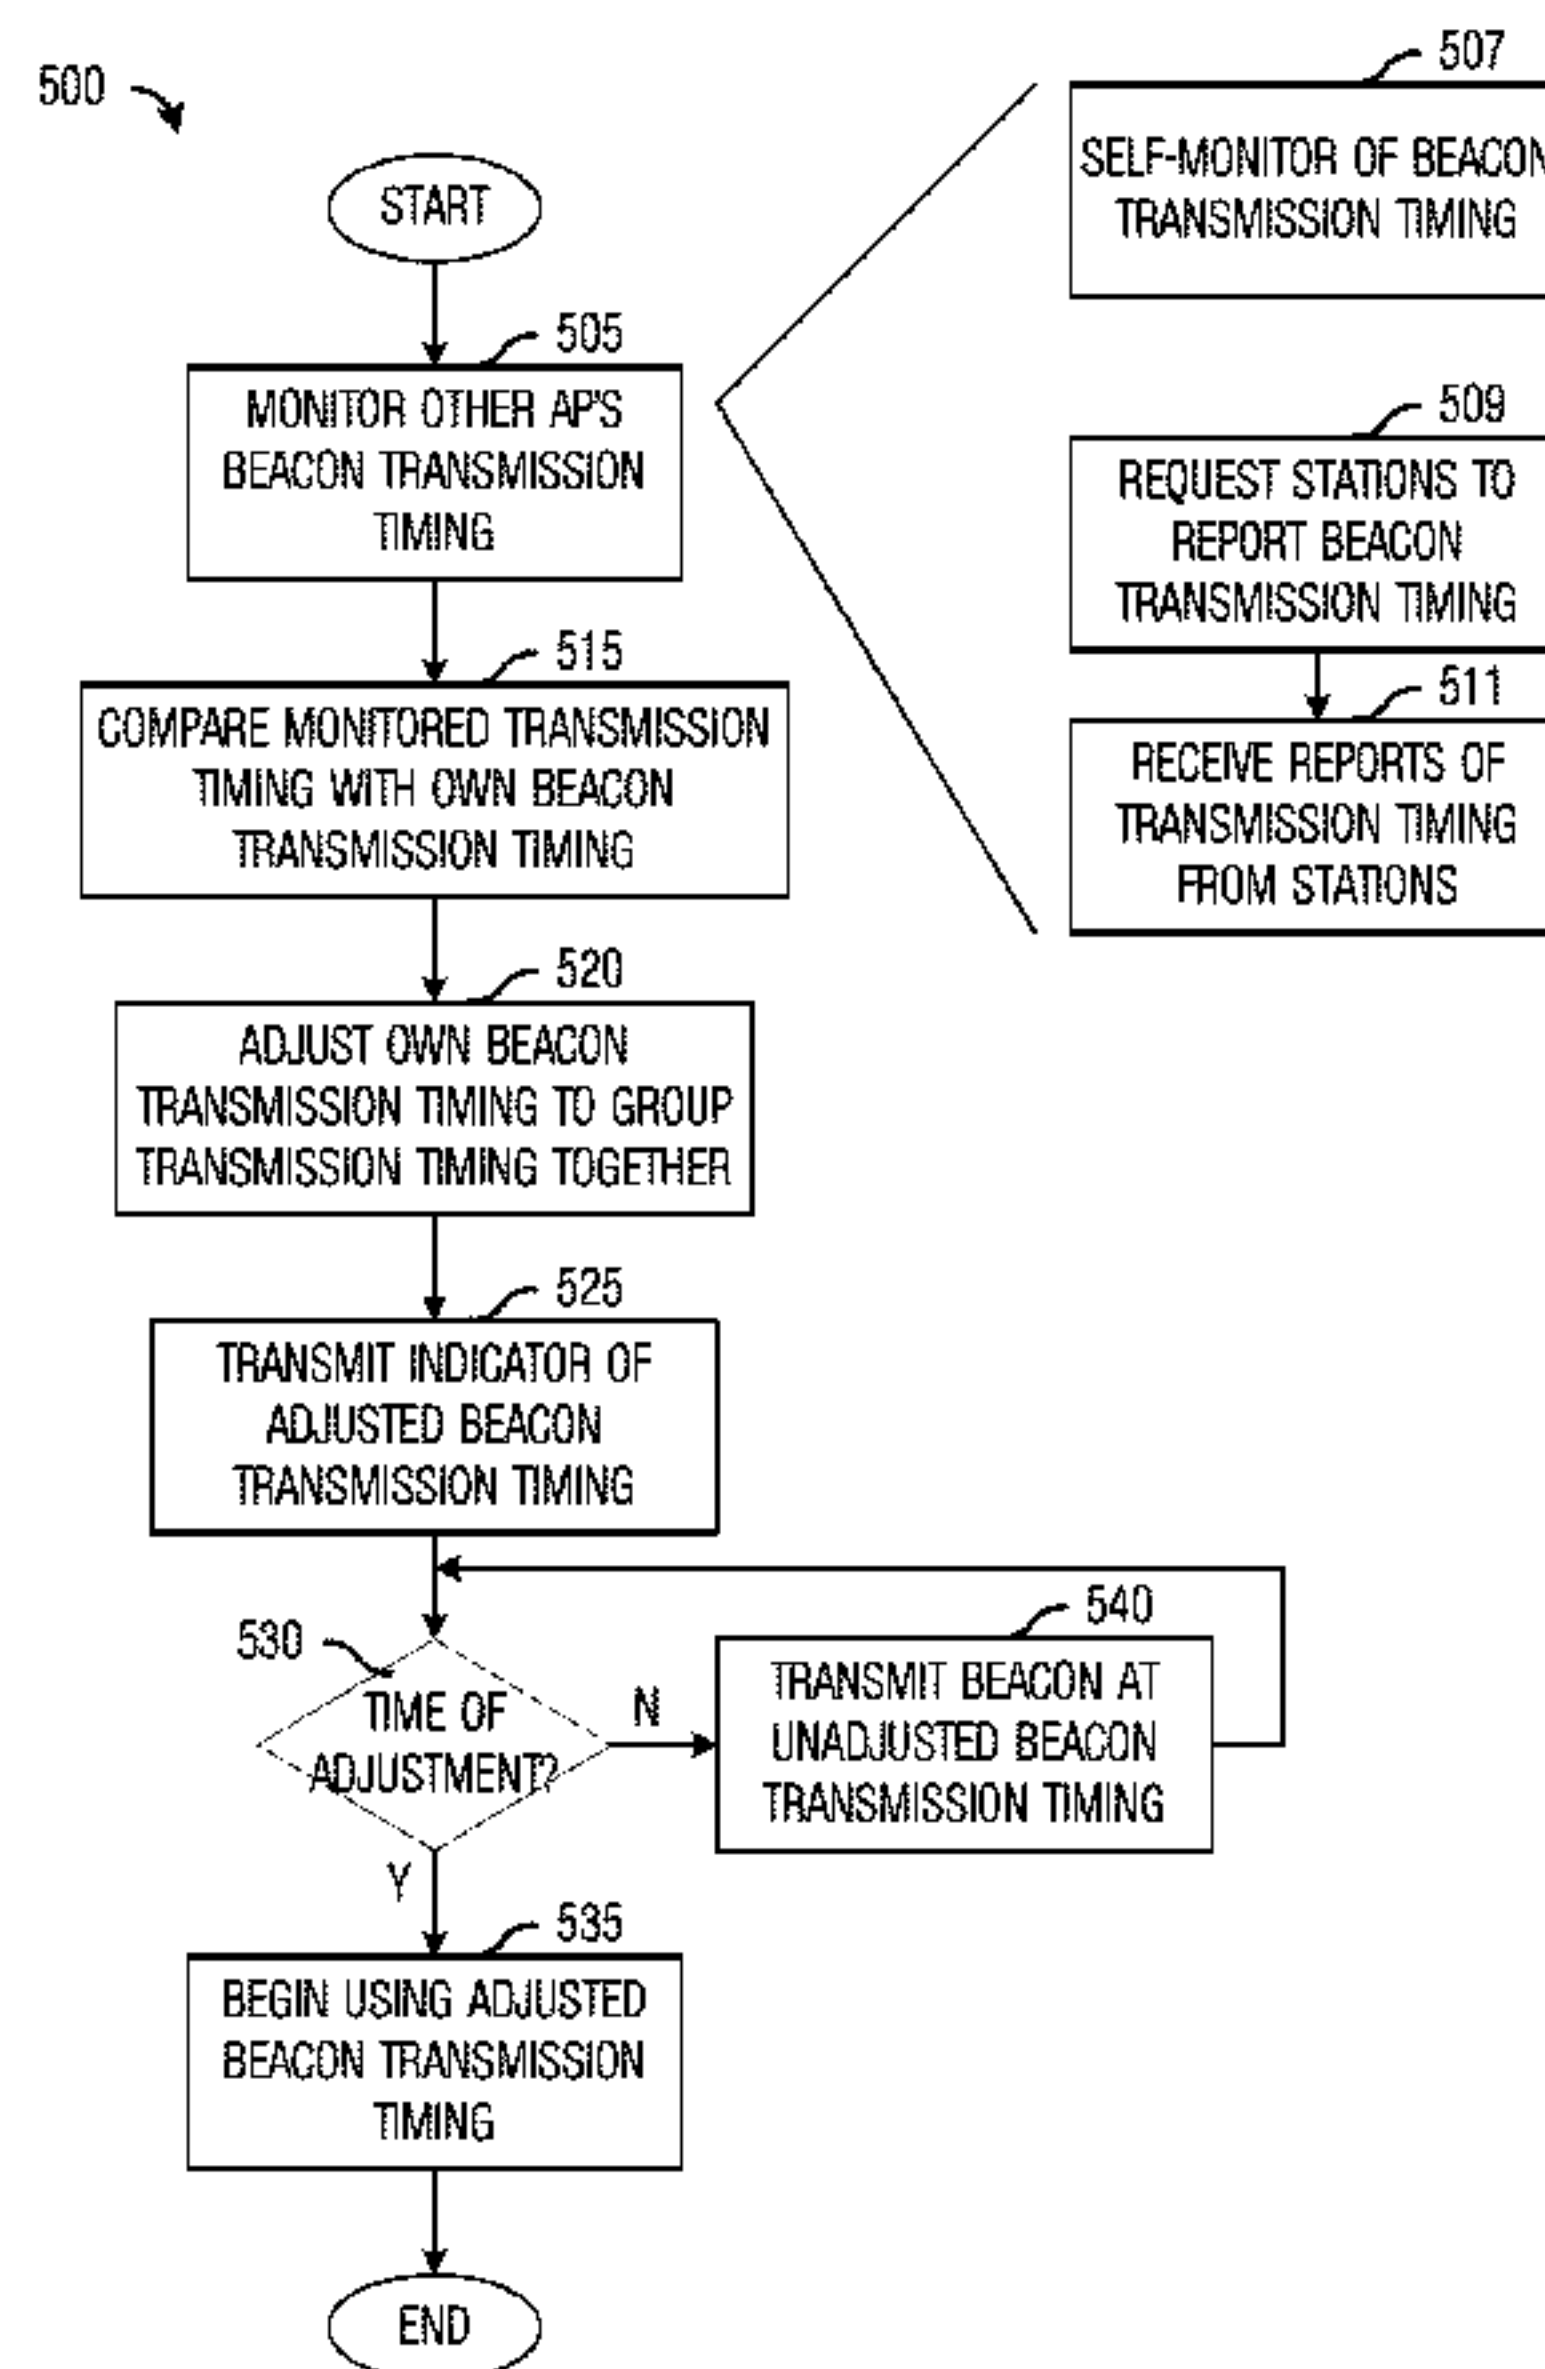 500
START
505
MONITOR OTHER AP'S
BEACON TRANSMISSION
TIMING
507
SELF-MONITOR OF BEACON
TRANSMISSION TIMING
509
REQUEST STATIONS TO
REPORT BEACON
TRANSMISSION TIMING
511
RECEIVE REPORTS OF
TRANSMISSION TIMING
FROM STATIONS
515
COMPARE MONITORED TRANSMISSION
TIMING WITH OWN BEACON
TRANSMISSION TIMING
520
ADJUST OWN BEACON
TRANSMISSION TIMING TO GROUP
TRANSMISSION TIMING TOGETHER
525
TRANSMIT INDICATOR OF
ADJUSTED BEACON
TRANSMISSION TIMING
530
TIME OF
ADJUSTMENT?
N
540
TRANSMIT BEACON AT
UNADJUSTED BEACON
TRANSMISSION TIMING
Y
535
BEGIN USING ADJUSTED
BEACON TRANSMISSION
TIMING
END